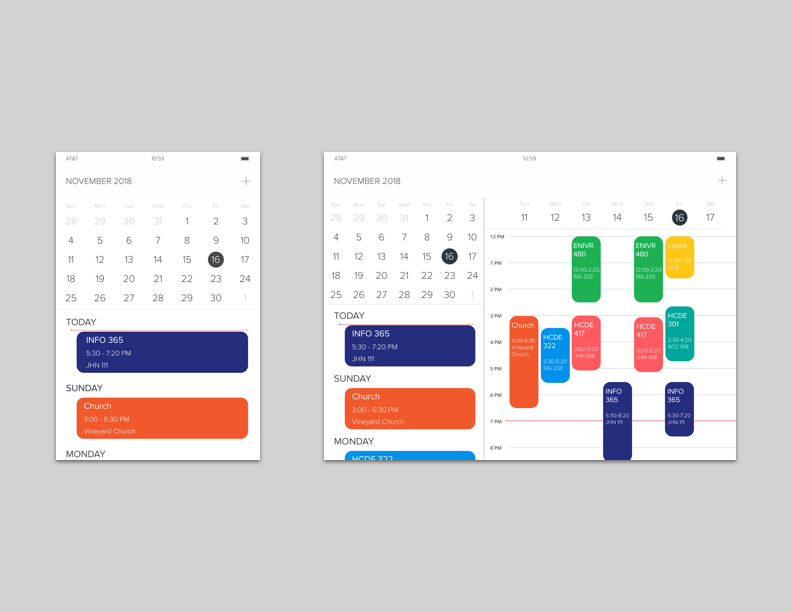 AT&T 10:59
NOVEMBER 2018 +
Sun Mon Tue Wed Thu Fri Sat
28 29 30 31 1 2 3
4 5 6 7 8 9 10
11 12 13 14 15 16 17
18 19 20 21 22 23 24
25 26 27 28 29 30 1
TODAY
INFO 365
5:30 - 7:20 PM
JHN 111
SUNDAY
Church
3:00 - 6:30 PM
Vineyard Church
MONDAY
AT&T 10:59
NOVEMBER 2018 +
Sun Mon Tue Wed Thu Fri Sat
28 29 30 31 1 2 3
4 5 6 7 8 9 10
11 12 13 14 15 16 17
18 19 20 21 22 23 24
25 26 27 28 29 30 1
TODAY
INFO 365
5:30 - 7:20 PM
JHN 111
SUNDAY
Church
3:00 - 6:30 PM
Vineyard Church
MONDAY
HCDE 322
Sun Mon Tue Wed Thu Fri Sat
11 12 13 14 15 16 17
12 PM
1 PM
2 PM
3 PM
4 PM
5 PM
6 PM
7 PM
8 PM
Church
3:00-6:30
Vineyard
Church
HCDE
322
3:30-5:20
SIG 233
ENIVR
480
12:00-2:20
SIG 233
HCDE
417
3:00-5:20
JHN 108
INFO
365
5:30-8:20
JHN 111
ENIVR
480
12:00-2:20
SIG 233
HCDE
417
3:00-5:20
JHN 108
Lunch
HCDE
301
2:30-4:20
ACC 108
INFO
365
5:30-7:20
JHN 111